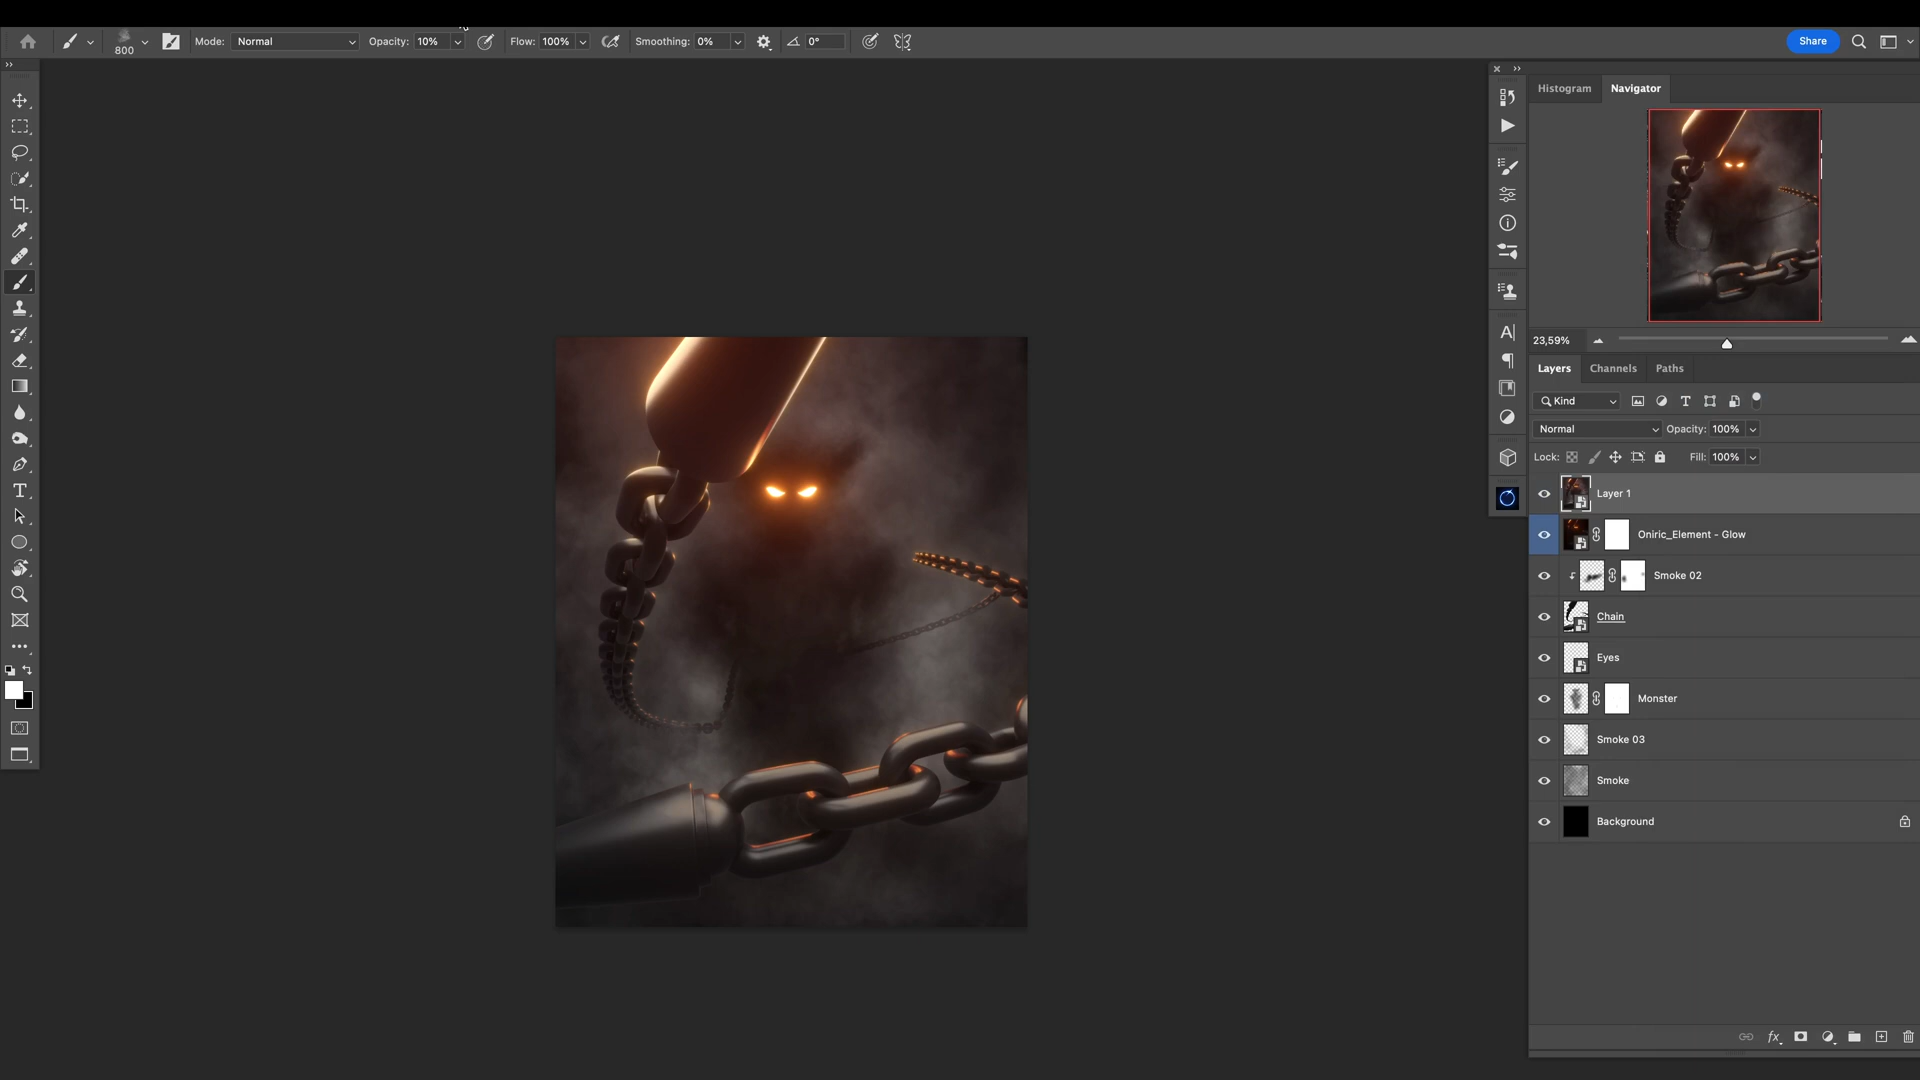 800
Mode: Normal Opacity: 10% Flow: 100% Smoothing: 0% 0° Share
Histogram Navigator
23,59%
Layers Channels Paths
Kind
Normal Opacity: 100%
Lock: Fill: 100%
Layer 1
Oniric_Element - Glow
Smoke 02
Chain
Eyes
Monster
Smoke 03
Smoke
Background